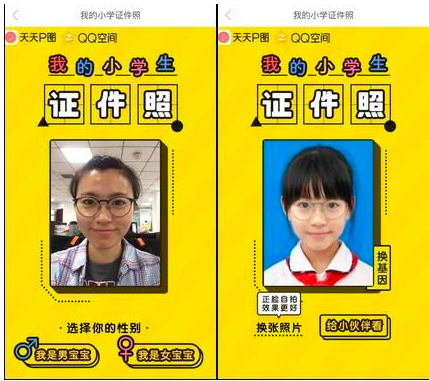 我的小学证件照
天天P图 QQ空间
我的小学生
证件照
·选择你的性别·
我是男宝宝 我是女宝宝
我的小学证件照
天天P图 QQ空间
我的小学生
证件照
换基因
正脸自拍
效果更好
换张照片
给小伙伴看